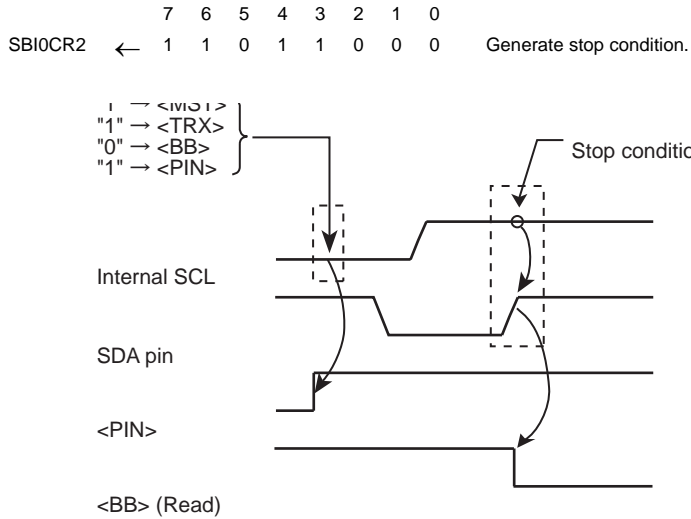 7 6 5 4 3 2 1 0
SBI0CR2 ← 1 1 0 1 1 0 0 0 Generate stop condition.
"1" → <TRX>
"0" → <BB>
"1" → <PIN>
Stop conditio
Internal SCL
SDA pin
<PIN>
<BB> (Read)